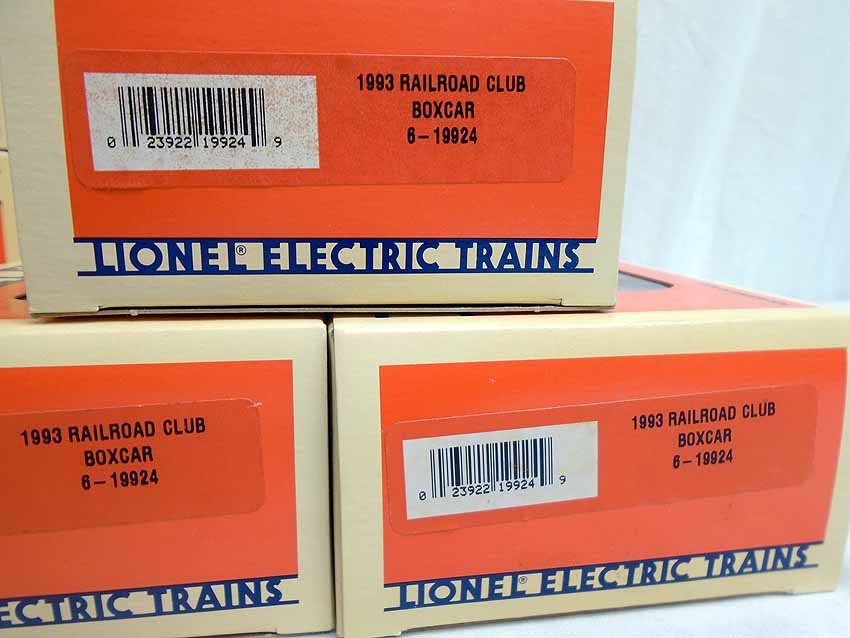 1993 RAILROAD CLUB
BOXCAR
6-19924
0 23922 19924 9
LIONEL® ELECTRIC TRAINS
1993 RAILROAD CLUB
BOXCAR
6-19924
ECTRIC TRAINS
1993 RAILROAD CLUB
BOXCAR
6-19924
0 23922 19924 9
LIONEL® ELECTRIC TRAINS